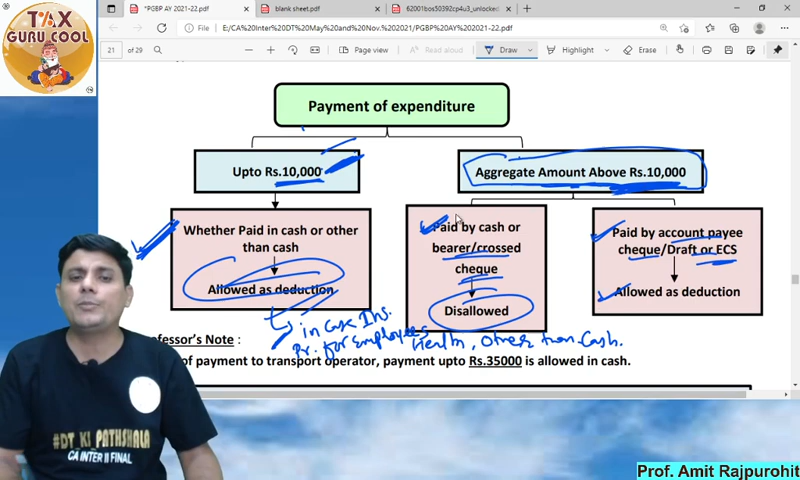 TAX
GURU COOL
*PGBP AY 2021-22.pdf
blank sheet.pdf
62001bos50393cp4u3_unlocked
File
E:/CA%20Inter%20DT%20May%20and%20Nov.%202021/PGBP%20AY%202021-22.pdf
21 of 29
Page view
Read aloud
Draw
Highlight
Erase
Payment of expenditure
Upto Rs.10,000
Aggregate Amount Above Rs.10,000
Whether Paid in cash or other
than cash
Allowed as deduction
Paid by cash or
bearer/crossed
cheque
Disallowed
Paid by account payee
cheque/Draft or ECS
Allowed as deduction
in case Ins.
Pr. for Employees Health, other than Cash.
ofessor's Note :
of payment to transport operator, payment upto Rs.35000 is allowed in cash.
#DT KI PATHSHALA
CA INTER II FINAL
Prof. Amit Rajpurohit